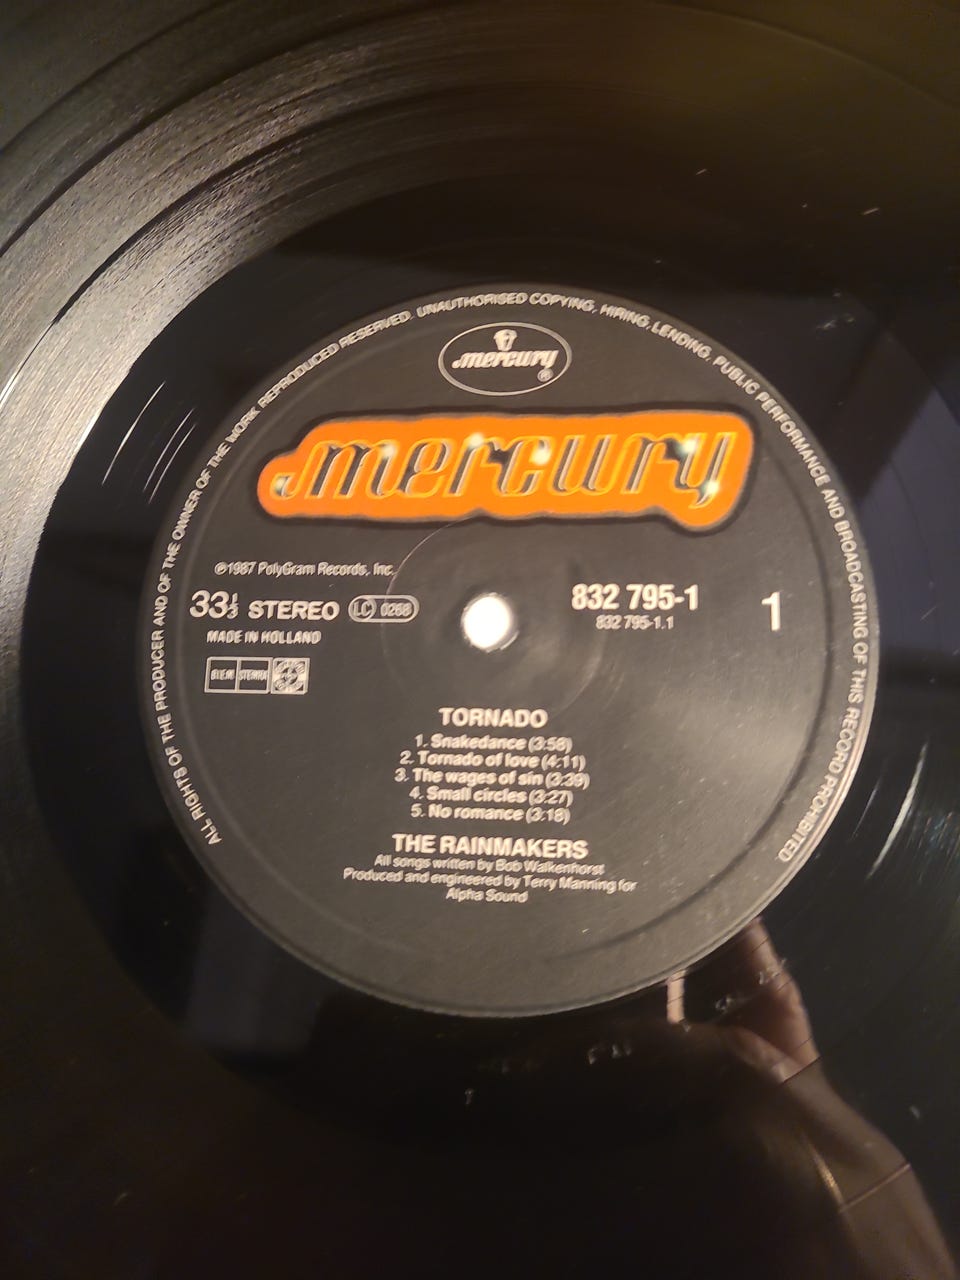 ALL RIGHTS OF THE PRODUCER AND OF THE OWNER OF THE WORK REPRODUCED RESERVED. UNAUTHORISED COPYING, HIRING, LENDING, PUBLIC PERFORMANCE AND BROADCASTING OF THIS RECORD PROHIBITED
mercury®
mercury
℗1987 PolyGram Records, Inc.
33⅓ STEREO LC 0268
MADE IN HOLLAND
BIEM STEMRA
832 795-1
832 795-1.1
1
TORNADO
1. Snakedance (3:58)
2. Tornado of love (4:11)
3. The wages of sin (3:39)
4. Small circles (3:27)
5. No romance (3:18)
THE RAINMAKERS
All songs written by Bob Walkenhorst
Produced and engineered by Terry Manning for
Alpha Sound